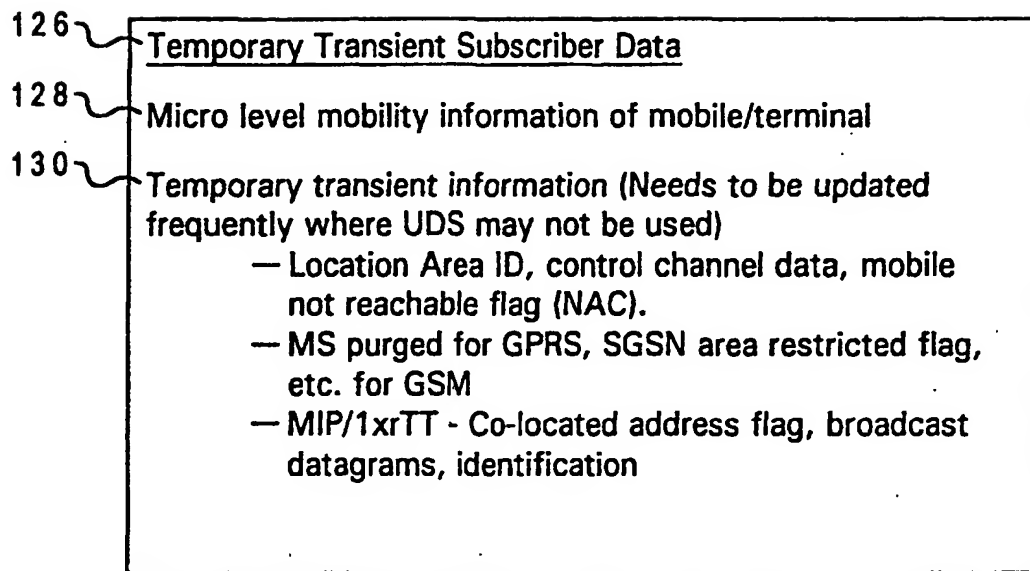 126 Temporary Transient Subscriber Data
128 Micro level mobility information of mobile/terminal
130 Temporary transient information (Needs to be updated
frequently where UDS may not be used)
— Location Area ID, control channel data, mobile
not reachable flag (NAC).
— MS purged for GPRS, SGSN area restricted flag,
etc. for GSM
— MIP/1xrTT - Co-located address flag, broadcast
datagrams, identification